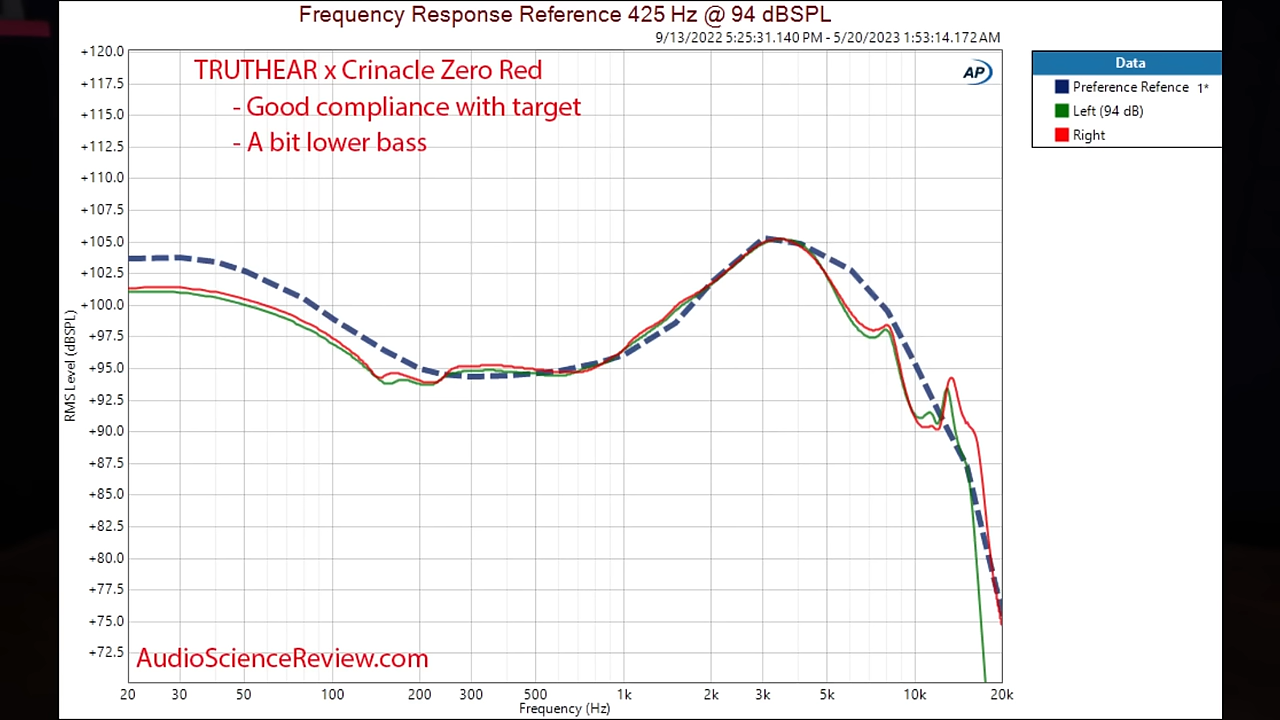 Frequency Response Reference 425 Hz @ 94 dBSPL
9/13/2022 5:25:31.140 PM - 5/20/2023 1:53:14.172 AM
TRUTHEAR x Crinacle Zero Red
- Good compliance with target
- A bit lower bass
AP
Data
Preference Refence 1*
Left (94 dB)
Right
RMS Level (dBSPL)
+120.0
+117.5
+115.0
+112.5
+110.0
+107.5
+105.0
+102.5
+100.0
+97.5
+95.0
+92.5
+90.0
+87.5
+85.0
+82.5
+80.0
+77.5
+75.0
+72.5
AudioScienceReview.com
20 30 50 100 200 300 500 1k 2k 3k 5k 10k 20k
Frequency (Hz)